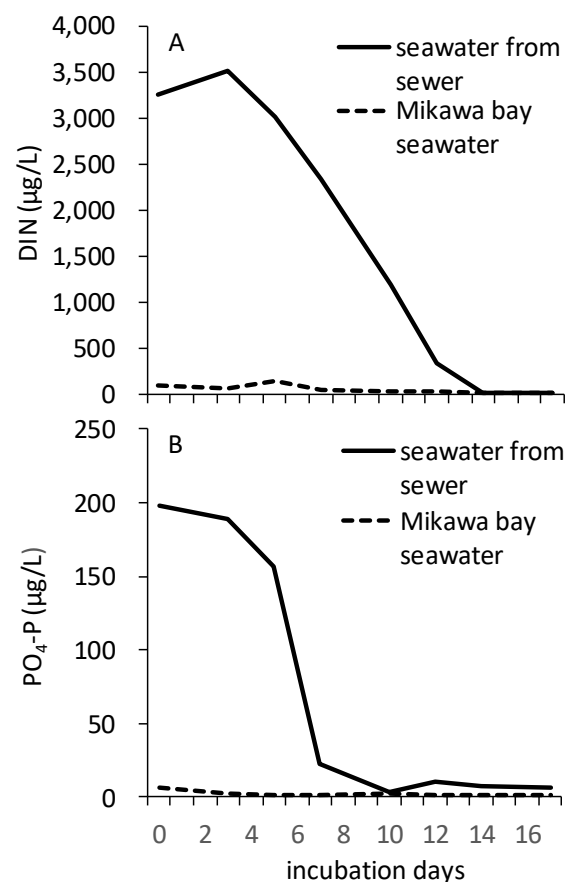 A
seawater from
sewer
Mikawa bay
seawater
DIN (µg/L)
4,000
3,500
3,000
2,500
2,000
1,500
1,000
500
0
B
seawater from
sewer
Mikawa bay
seawater
PO₄-P (µg/L)
250
200
150
100
50
0
0 2 4 6 8 10 12 14 16
incubation days